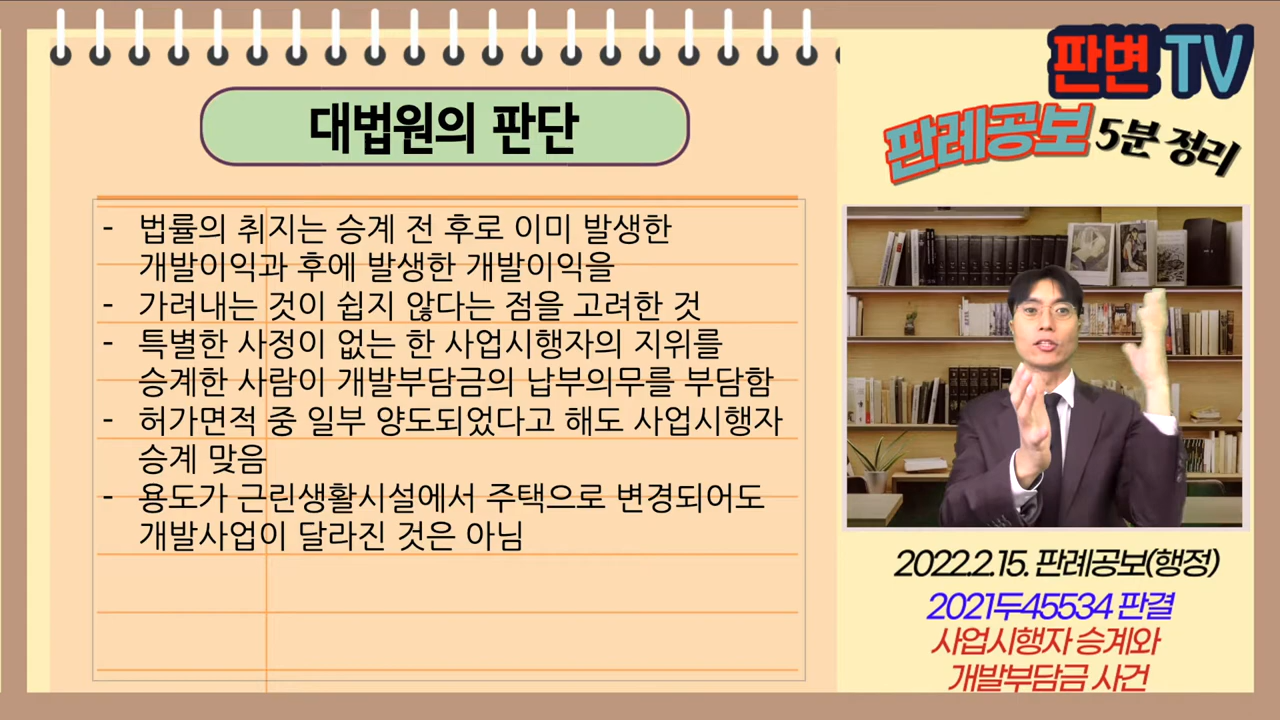 대법원의 판단
- 법률의 취지는 승계 전 후로 이미 발생한
개발이익과 후에 발생한 개발이익을
- 가려내는 것이 쉽지 않다는 점을 고려한 것
- 특별한 사정이 없는 한 사업시행자의 지위를
승계한 사람이 개발부담금의 납부의무를 부담함
- 허가면적 중 일부 양도되었다고 해도 사업시행자
승계 맞음
- 용도가 근린생활시설에서 주택으로 변경되어도
개발사업이 달라진 것은 아님
판변 TV
판례공보 5분 정리
2022.2.15. 판례공보(행정)
2021두45534 판결
사업시행자 승계와
개발부담금 사건